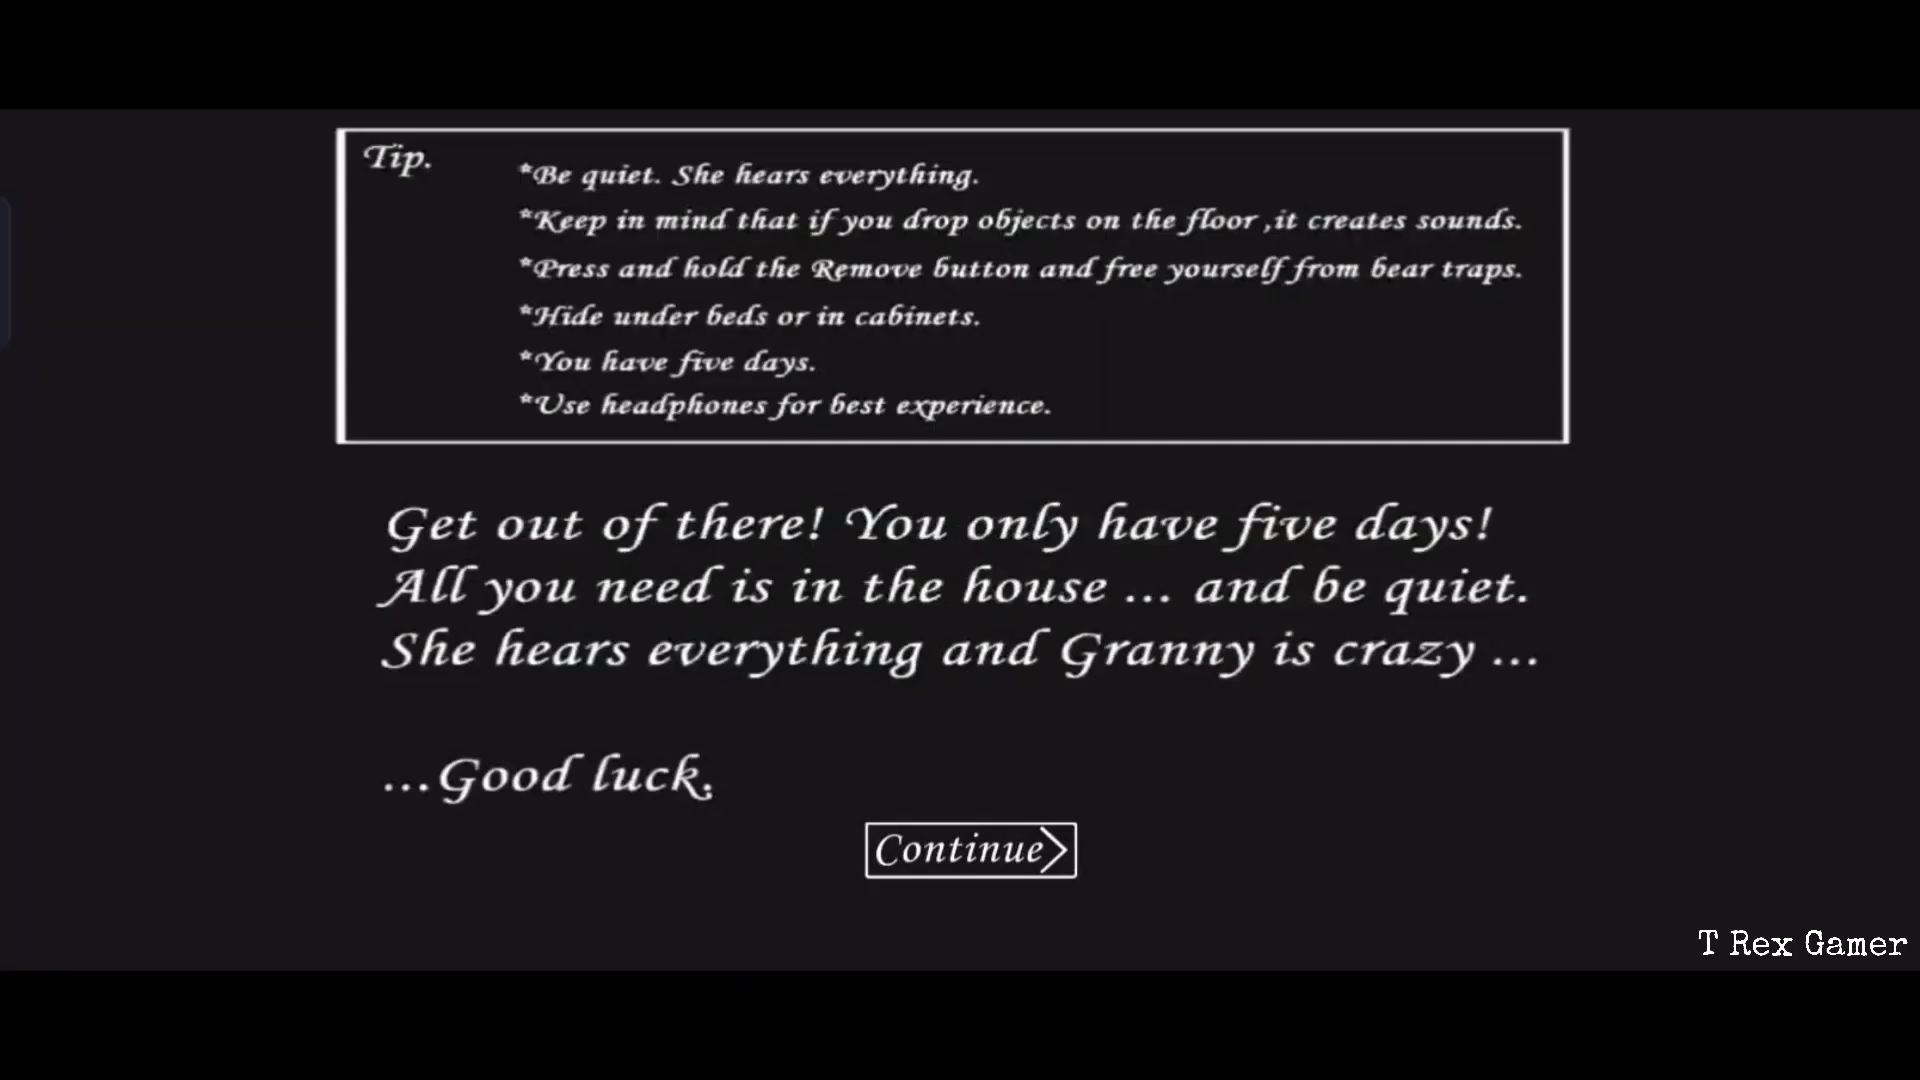 Tip.
*Be quiet. She hears everything.
*Keep in mind that if you drop objects on the floor ,it creates sounds.
*Press and hold the Remove button and free yourself from bear traps.
*Hide under beds or in cabinets.
*You have five days.
*Use headphones for best experience.
Get out of there! You only have five days!
All you need is in the house ... and be quiet.
She hears everything and Granny is crazy ...
...Good luck.
Continue>
T Rex Gamer